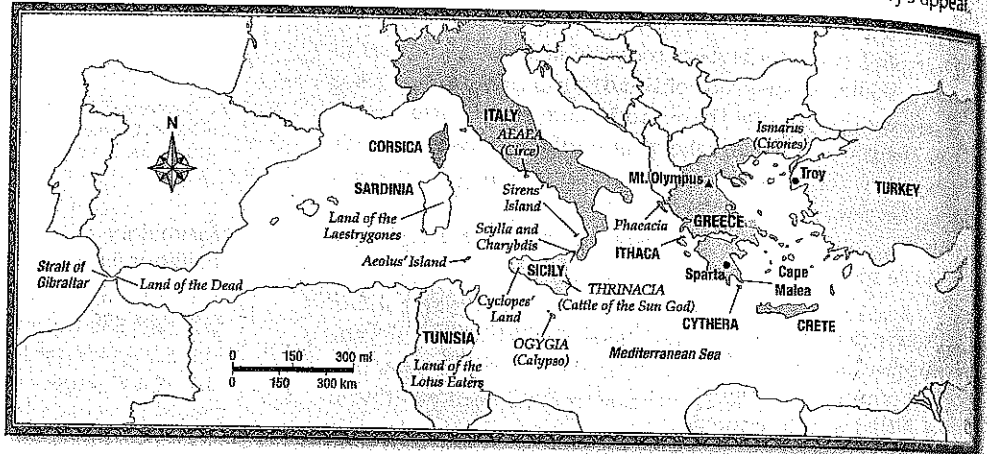 y's appeal,
N
ITALY
AEAEA
(Circe)
CORSICA
SARDINIA
Land of the
Laestrygones
Sirens'
Island
Scylla and
Charybdis
Aeolus' Island
Strait of
Gibraltar
Land of the Dead
SICILY
Cyclopes'
Land
THRINACIA
(Cattle of the Sun God)
OGYGIA
(Calypso)
TUNISIA
Land of the
Lotus Eaters
0 150 300 mi
0 150 300 km
Ismarus
(Cicones)
Mt. Olympus
Troy
TURKEY
Phaeacia
GREECE
ITHACA
Sparta
Cape
Malea
CYTHERA
CRETE
Mediterranean Sea